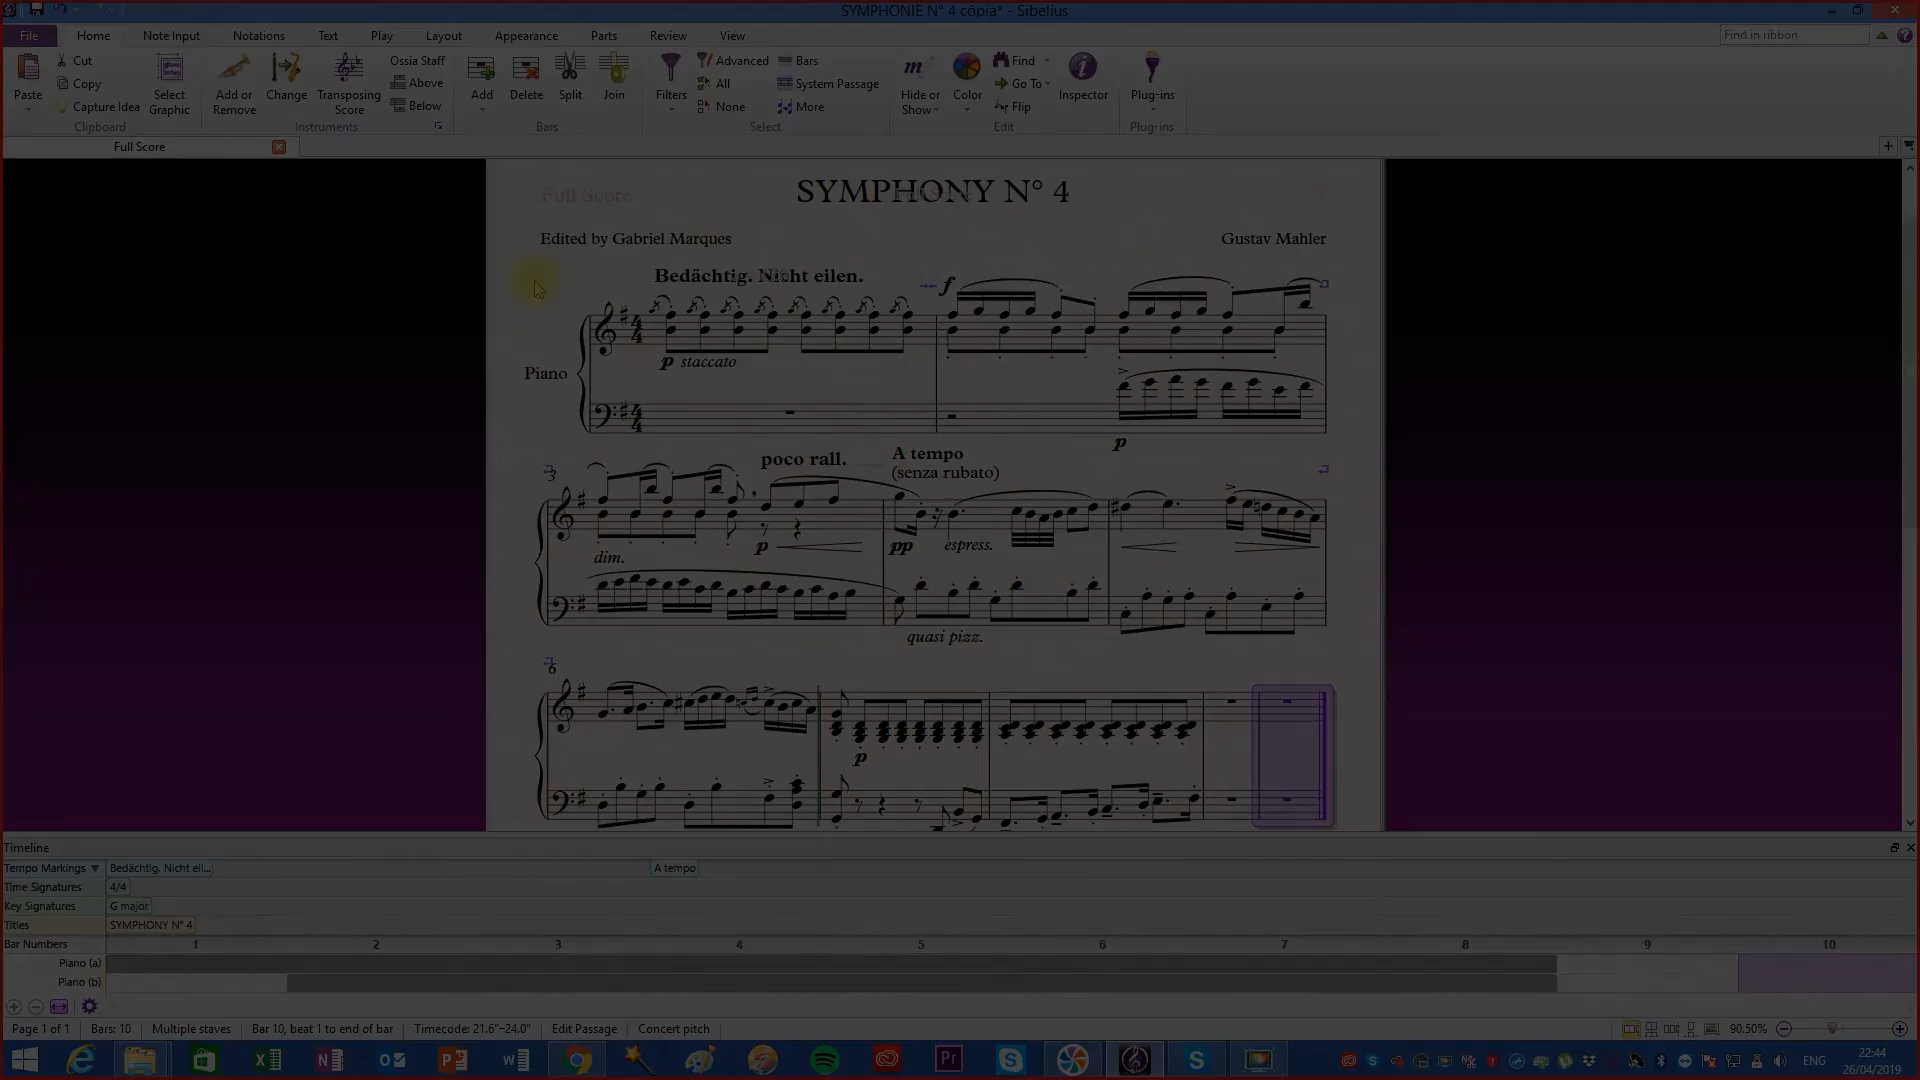 SYMPHONIE N° 4 cópia* - Sibelius
File Home Note Input Notations Text Play Layout Appearance Parts Review View Find in ribbon
Paste Cut Copy Capture Idea Select Graphic Clipboard
Add or Remove Change Transposing Score Ossia Staff Above Below Instruments
Add Delete Split Join Bars
Filters Advanced All None Bars System Passage More Select
Hide or Show Color Find Go To Flip Inspector Edit
Plug-ins Plug-ins
Full Score
Full Score SYMPHONY N° 4
Edited by Gabriel Marques Gustav Mahler
Bedächtig. Nicht eilen. f
4 4
p staccato
Piano
4 4
p
3 poco rall. A tempo
(senza rubato)
dim. p pp espress.
quasi pizz.
6
p
Timeline
Tempo Markings Bedächtig. Nicht eil... A tempo
Time Signatures 4/4
Key Signatures G major
Titles SYMPHONY N° 4
Bar Numbers 1 2 3 4 5 6 7 8 9 10
Piano (a)
Piano (b)
Page 1 of 1 Bars: 10 Multiple staves Bar 10, beat 1 to end of bar Timecode: 21.6"−24.0" Edit Passage Concert pitch 90.50%
ENG 22:44
26/04/2019